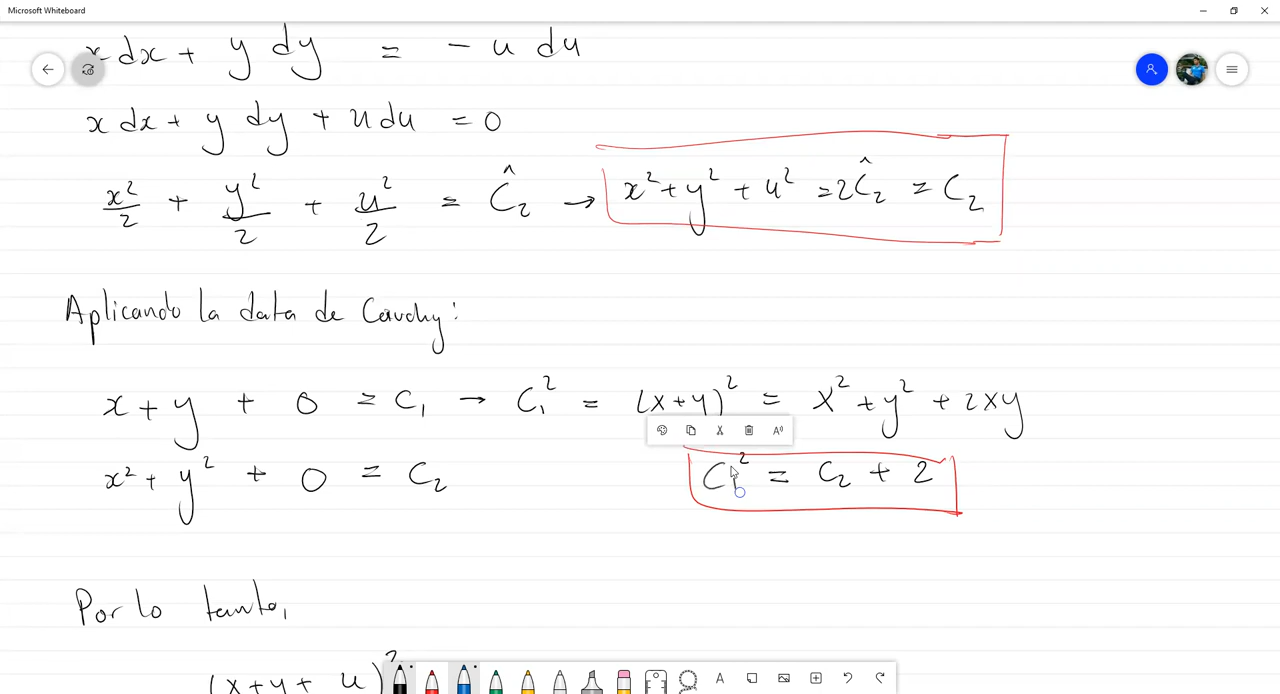 Microsoft Whiteboard
x dx + y dy = - u du
x dx + y dy + u du = 0
x²/2 + y²/2 + u²/2 = Ĉ₂ → x² + y² + u² = 2Ĉ₂ = C₂
Aplicando la data de Cauchy:
x + y + 0 = C₁ → C₁² = (x+y)² = x² + y² + 2xy
x² + y² + 0 = C₂ C₁² = C₂ + 2
Por lo tanto,
(x+y+ u)²
A